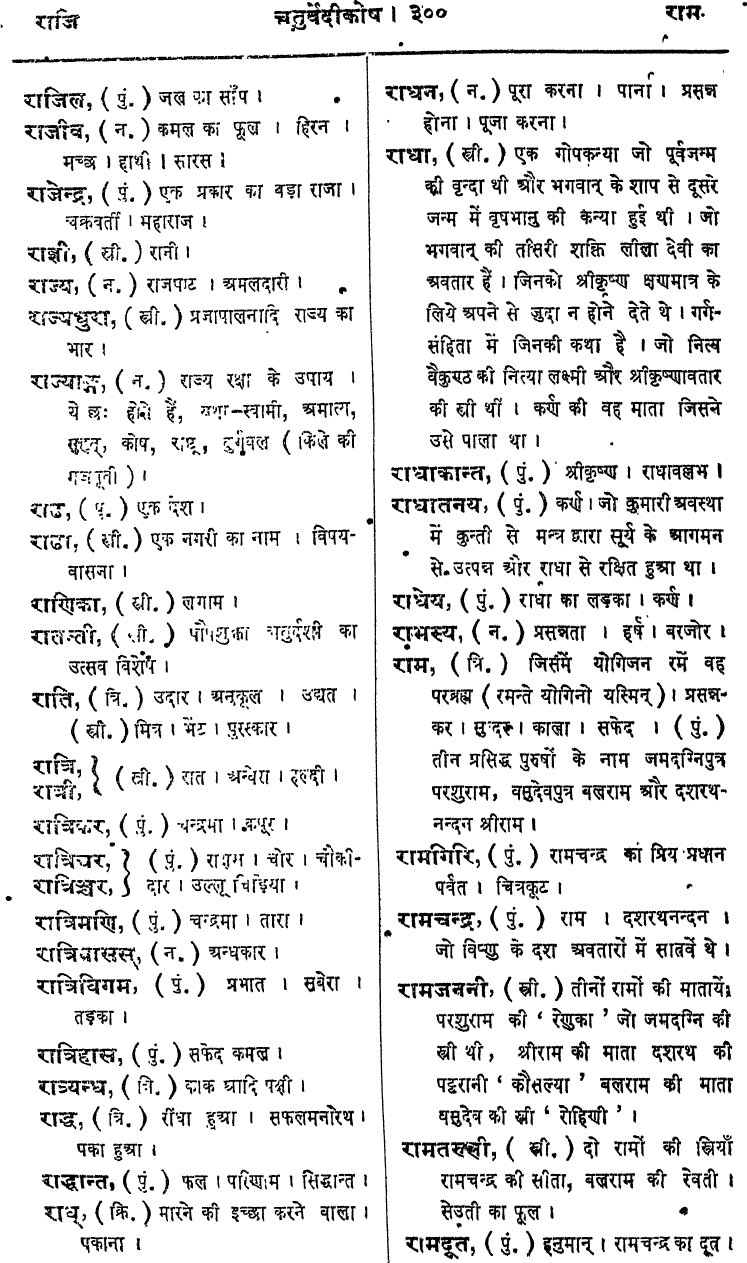 राजि
चतुर्वेदीकोष । ३००
राम
राजिल, ( पुं. ) जल का साँप ।
राजीव, ( न. ) कमल का फूल । हिरन ।
मच्छ । हाथी । सारस ।
राजेन्द्र, ( पुं. ) एक प्रकार का बड़ा राजा ।
चक्रवर्ती । महाराज ।
राज्ञी, ( स्त्री. ) रानी ।
राज्य, ( न. ) राजपाट । अमलदारी ।
राज्यधुरा, ( स्त्री. ) प्रजापालनादि राज्य का
भार ।
राज्याङ्ग, ( न. ) राज्य रक्षा के उपाय ।
ये छः होते हैं, यथा–स्वामी, अमात्य,
सुहृत्, कोष, राष्ट्र, दुर्गबल ( किले की
मजबूती ) ।
राढ, ( पुं. ) एक देश ।
राढा, ( स्त्री. ) एक नगरी का नाम । विषय-
वासना ।
राणिका, ( स्त्री. ) लगाम ।
( स्त्री. ) पौषशुक्ला चतुर्दशी का
उत्सव विशेष ।
राति, ( त्रि. ) उदार । अनुकूल । उद्यत ।
( स्त्री. ) मित्र । भेंट । पुरस्कार ।
रात्रि,
रात्री,
( स्त्री. ) रात । अन्धेरा । हल्दी ।
रात्रिकर, ( पुं. ) चन्द्रमा । कपूर ।
रात्रिचर, ( पुं. ) राक्षस । चोर । चौकी-
रात्रिञ्चर, दार । उल्लू चिड़िया ।
रात्रिमणि, ( पुं. ) चन्द्रमा । तारा ।
रात्रिवासस्, ( न. ) अन्धकार ।
रात्रिविगम, ( पुं. ) प्रभात । सबेरा ।
तड़का ।
रात्रिहास, ( पुं. ) सफेद कमल ।
रात्र्यन्ध, ( त्रि. ) काक आदि पक्षी ।
राद्ध, ( त्रि. ) राँधा हुआ । सफलमनोरथ ।
पका हुआ ।
राद्धान्त, ( पुं. ) फल । परिणाम । सिद्धान्त ।
राध्, ( क्रि. ) मारने की इच्छा करने वाला ।
पकाना ।
राधन, ( न. ) पूरा करना । पाना । प्रसन्न
होना । पूजा करना ।
राधा, ( स्त्री. ) एक गोपकन्या जो पूर्वजन्म
की वृन्दा थी और भगवान् के शाप से दूसरे
जन्म में वृषभानु की कन्या हुई थी । जो
भगवान् की तीसरी शक्ति लीला देवी का
अवतार हैं । जिनको श्रीकृष्ण क्षणमात्र के
लिये अपने से जुदा न होने देते थे । गर्ग-
संहिता में जिनकी कथा है । जो नित्य
वैकुण्ठ की नित्या लक्ष्मी और श्रीकृष्णावतार
की स्त्री थीं । कर्ण की वह माता जिसने
उसे पाला था ।
राधाकान्त, ( पुं. ) श्रीकृष्ण । राधावल्लभ ।
राधातनय, ( पुं. ) कर्ण । जो कुमारी अवस्था
में कुन्ती से मन्त्र द्वारा सूर्य के आगमन
से उत्पन्न और राधा से रक्षित हुआ था ।
राधेय, ( पुं. ) राधा का लड़का । कर्ण ।
राभस्य, ( न. ) प्रसन्नता । हर्ष । बरजोर ।
राम, ( त्रि. ) जिसमें योगिजन रमें वह
परब्रह्म ( रमन्ते योगिनो यस्मिन् ) । प्रसन्न-
कर । सुन्दर । काला । सफेद । ( पुं. )
तीन प्रसिद्ध पुरुषों के नाम जमदग्निपुत्र
परशुराम, वसुदेवपुत्र बलराम और दशरथ-
नन्दन श्रीराम ।
रामगिरि, ( पुं. ) रामचन्द्र का प्रिय प्रधान
पर्वत । चित्रकूट ।
रामचन्द्र, ( पुं. ) राम । दशरथनन्दन ।
जो विष्णु के दश अवतारों में सातवें थे ।
रामजननी, ( स्त्री. ) तीनों रामों की मातायें;
परशुराम की ' रेणुका ' जो जमदग्नि की
स्त्री थी, श्रीराम की माता दशरथ की
पट्टरानी ' कौसल्या ' बलराम की माता
वसुदेव की स्त्री ' रोहिणी ' ।
रामतरुणी, ( स्त्री. ) दो रामों की स्त्रियाँ
रामचन्द्र की सीता, बलराम की रेवती ।
सेउती का फूल ।
रामदूत, ( पुं. ) हनुमान् । रामचन्द्र का दूत ।